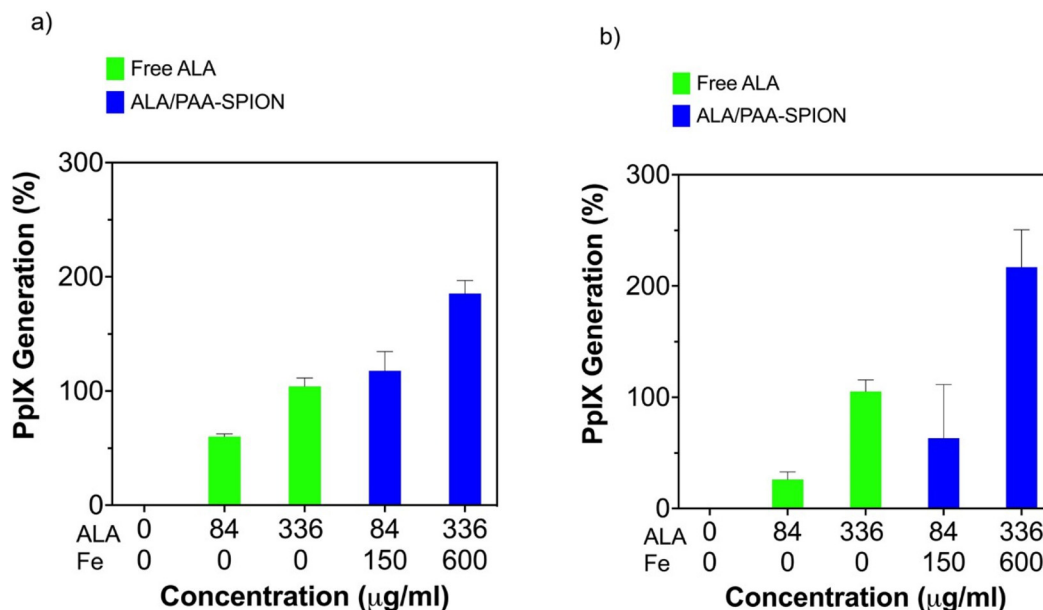 a)
Free ALA
ALA/PAA-SPION
PpIX Generation (%)
300
200
100
0
ALA 0 84 336 84 336
Fe 0 0 0 150 600
Concentration (μg/ml)
b)
Free ALA
ALA/PAA-SPION
PpIX Generation (%)
300
200
100
0
ALA 0 84 336 84 336
Fe 0 0 0 150 600
Concentration (μg/ml)